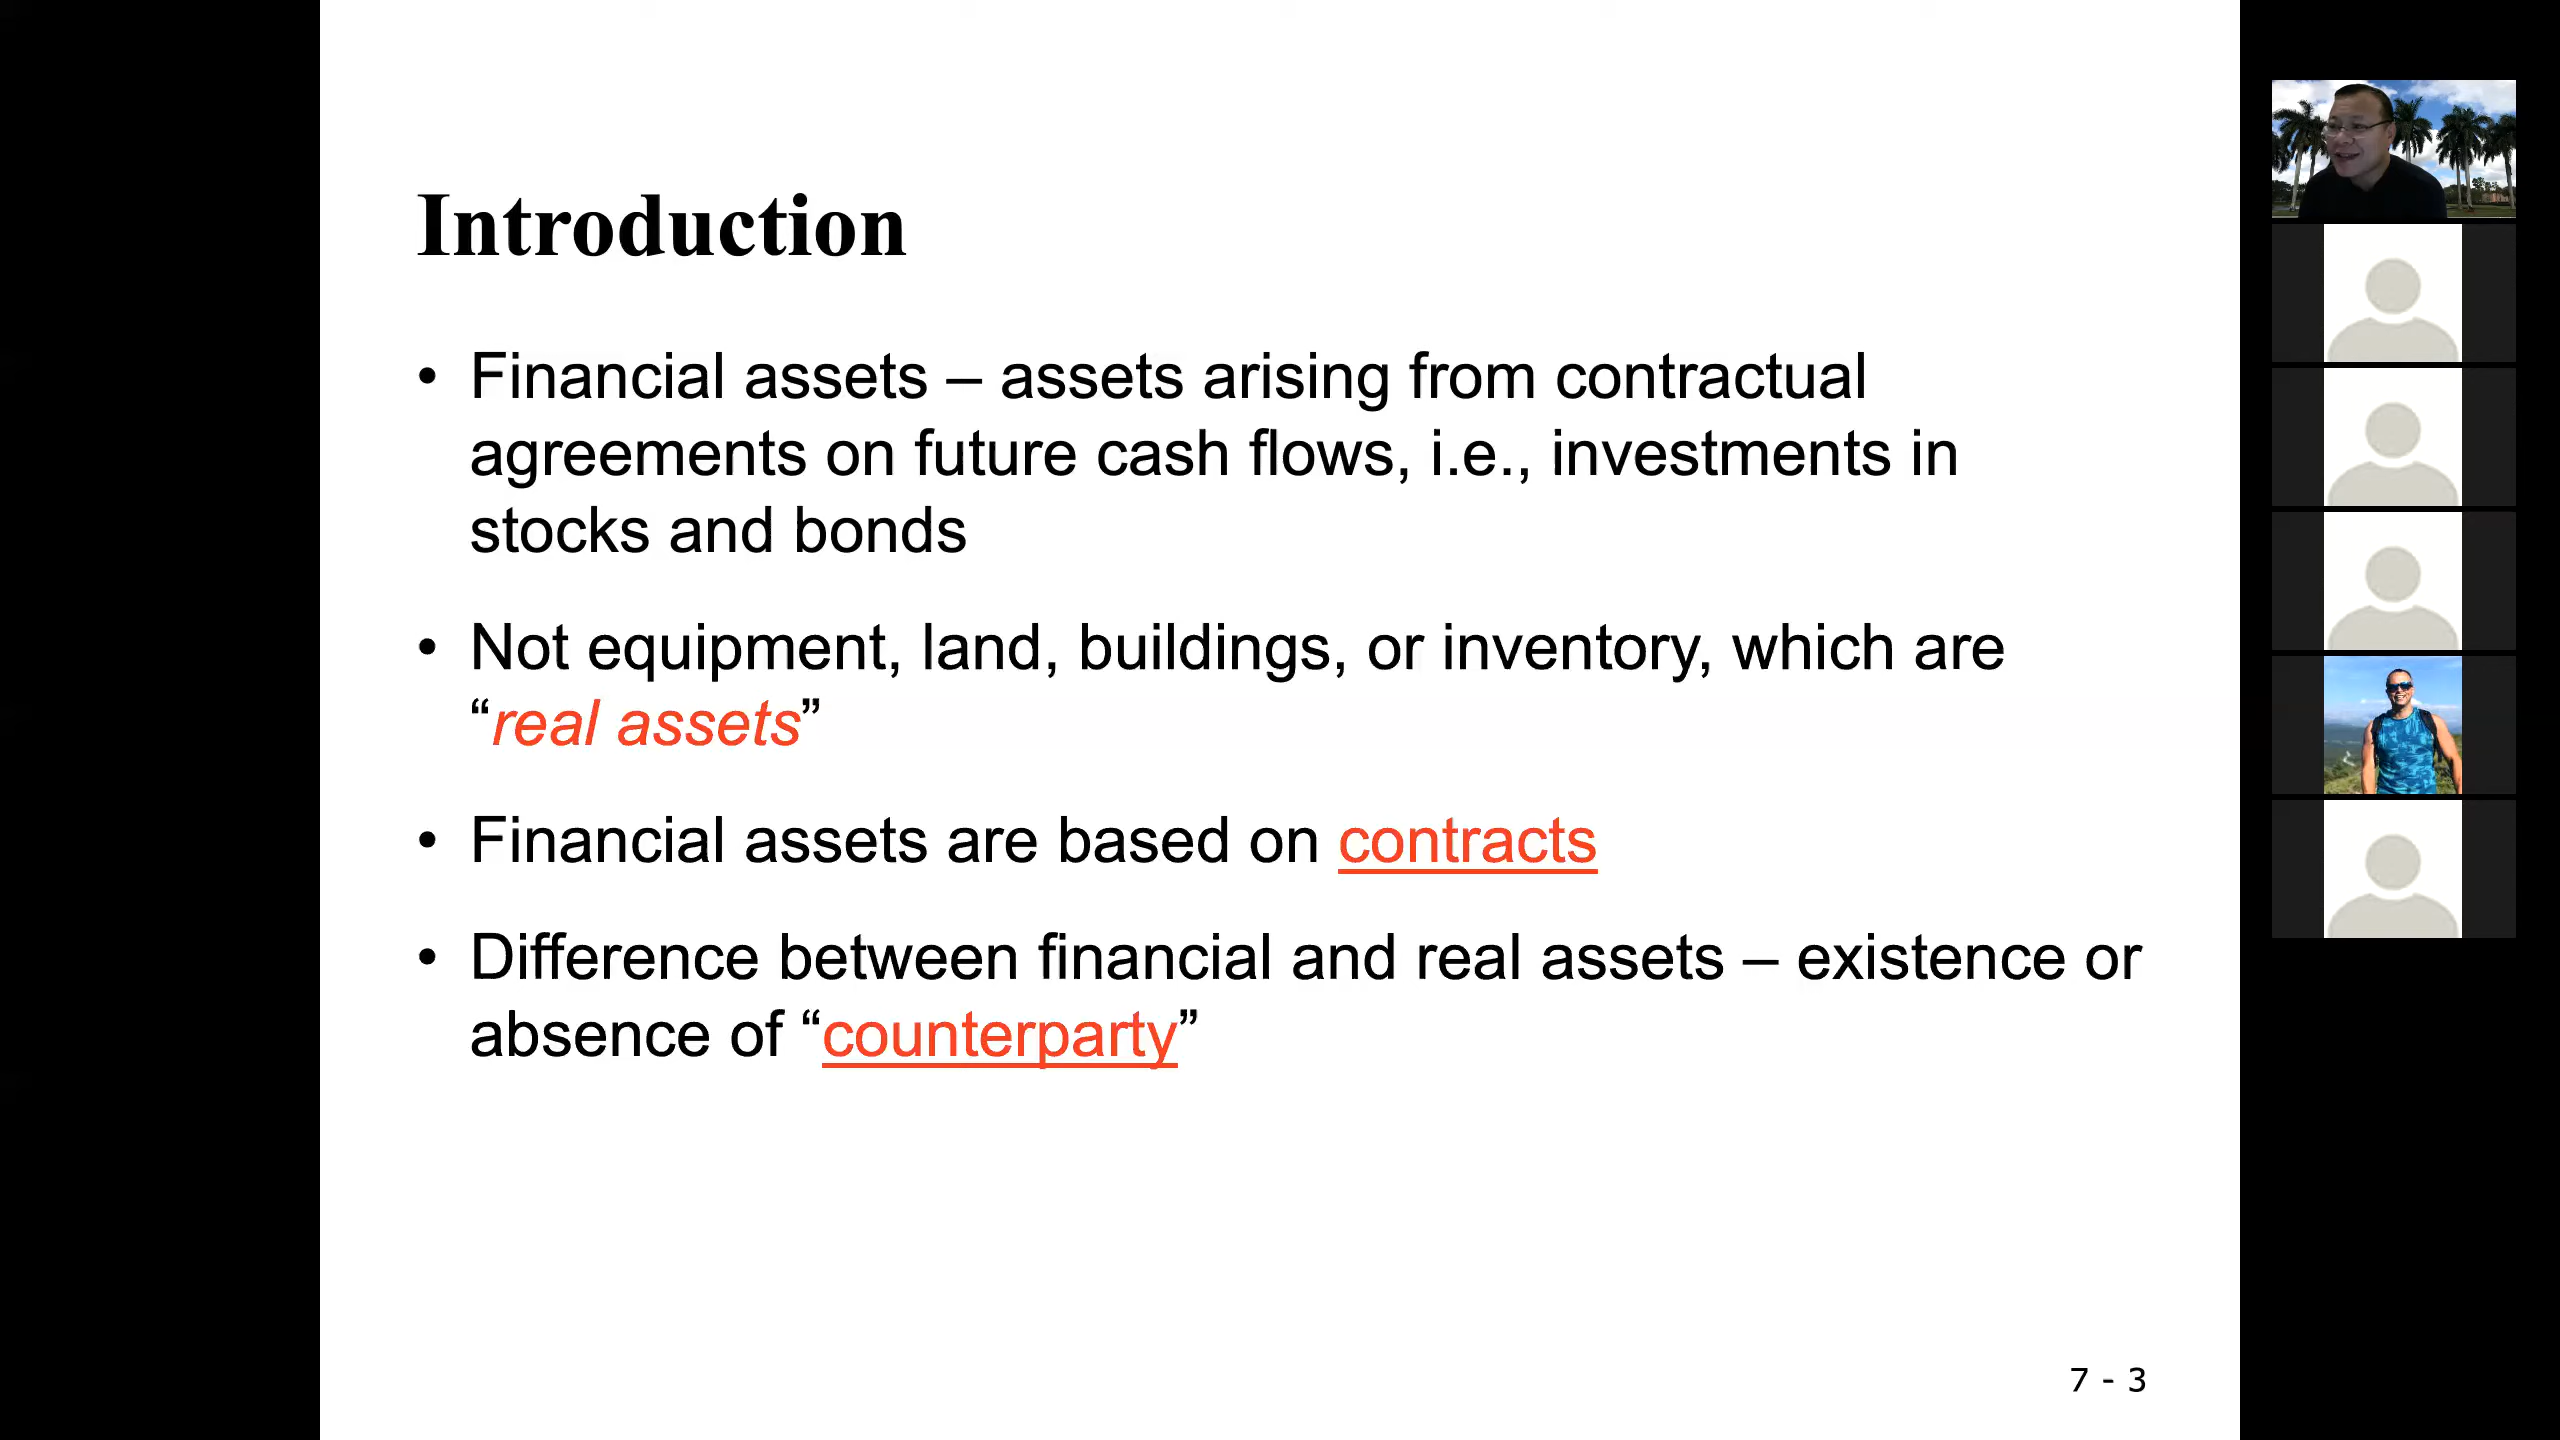 Introduction
• Financial assets – assets arising from contractual
agreements on future cash flows, i.e., investments in
stocks and bonds
• Not equipment, land, buildings, or inventory, which are
“real assets”
• Financial assets are based on contracts
• Difference between financial and real assets – existence or
absence of “counterparty”
7 - 3